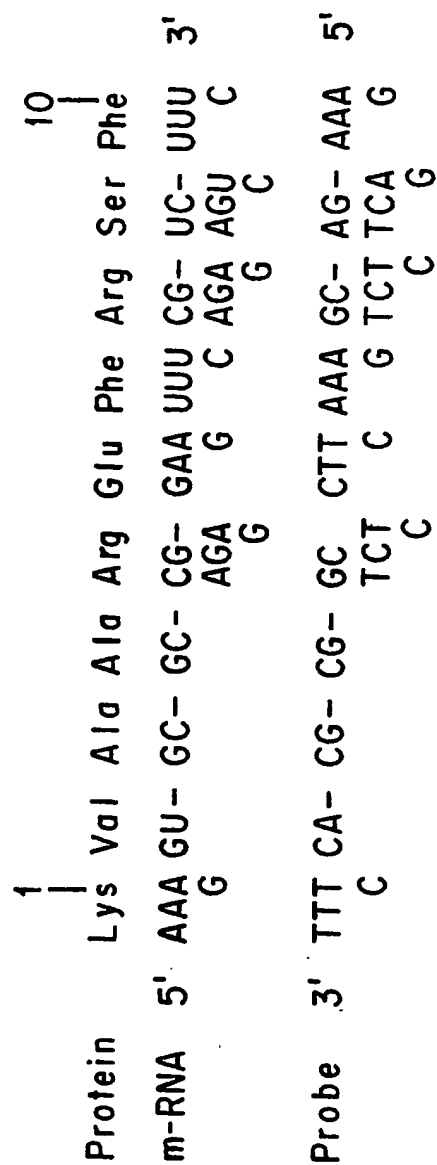 1 10
Protein Lys Val Ala Ala Arg Glu Phe Arg Ser Phe
m-RNA 5' AAA GU– GC– GC– CG– GAA UUU CG– UC– UUU 3'
G AGA G C AGA AGU C
G G C
Probe 3' TTT CA– CG– CG– GC CTT AAA GC– AG– AAA 5'
C TCT C G TCT TCA G
C C G